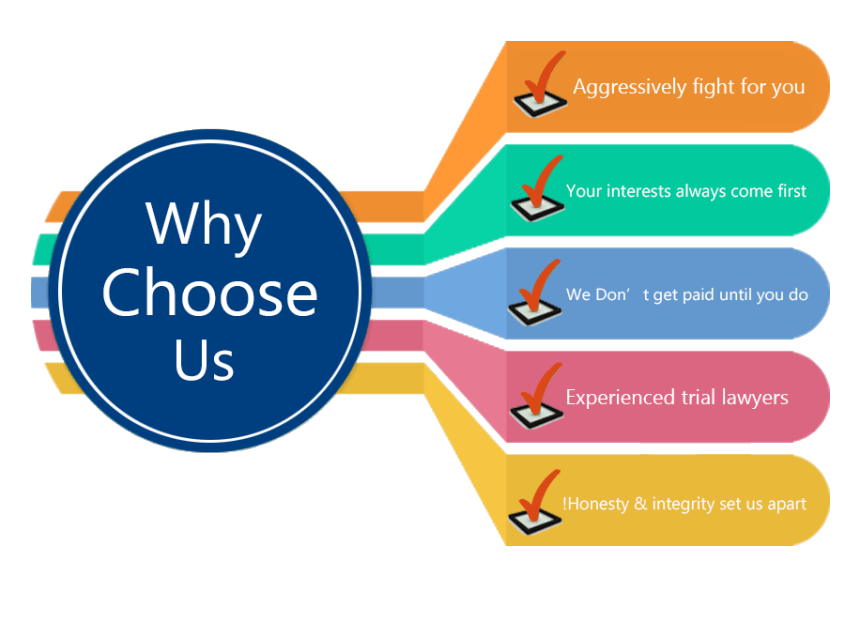 Why
Choose
Us
Aggressively fight for you
Your interests always come first
We Don’ t get paid until you do
Experienced trial lawyers
!Honesty & integrity set us apart